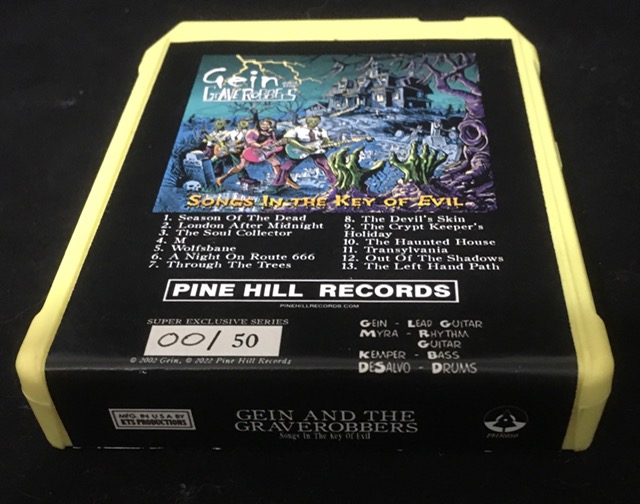 Gein and the
Graverobbers
Songs In The Key Of Evil
1. Season Of The Dead
2. London After Midnight
3. The Soul Collector
4. M
5. Wolfsbane
6. A Night On Route 666
7. Through The Trees
8. The Devil's Skin
9. The Crypt Keeper's
Holiday
10. The Haunted House
11. Transylvania
12. Out Of The Shadows
13. The Left Hand Path
PINE HILL RECORDS
PINEHILLRECORDS.COM
SUPER EXCLUSIVE SERIES
00/ 50
© 2002 Gein, © 2022 Pine Hill Records
Gein - Lead Guitar
Myra - Rhythm
Guitar
Kemper - Bass
DeSalvo - Drums
MFG. IN U.S.A BY
KTS PRODUCTIONS
GEIN AND THE
GRAVEROBBERS
Songs In The Key Of Evil